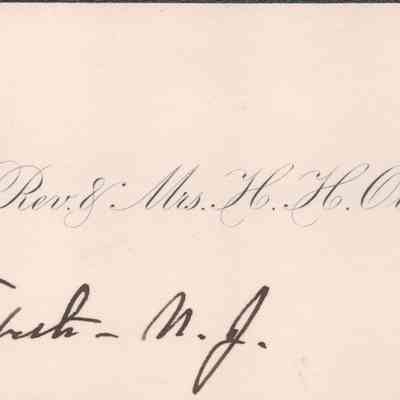 Rev. & Mrs. H. H. O
— N. J.